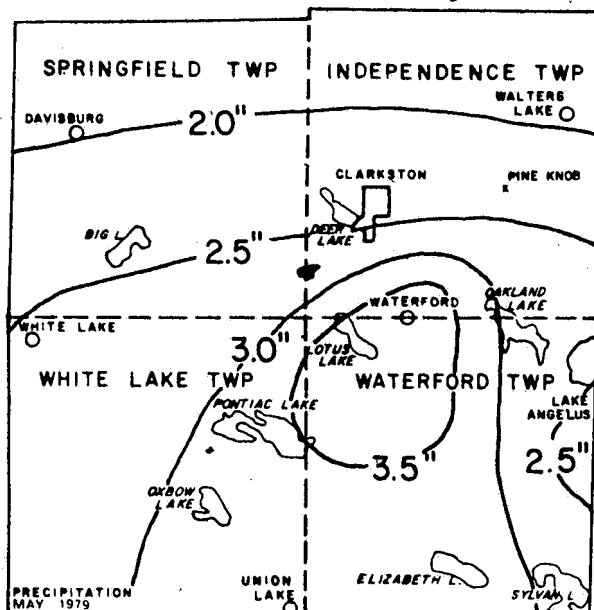 SPRINGFIELD TWP
INDEPENDENCE TWP
DAVISBURG
2.0"
WALTERS
LAKE
CLARKSTON
PINE KNOB
DEER
LAKE
BIG L.
2.5"
OAKLAND
LAKE
WATERFORD
WHITE LAKE
3.0"
LOTUS
LAKE
WHITE LAKE TWP
WATERFORD TWP
LAKE
ANGELUS
PONTIAC LAKE
3.5"
2.5"
OXBOW
LAKE
PRECIPITATION
MAY 1979
UNION
LAKE
ELIZABETH L.
SYLVAN L.